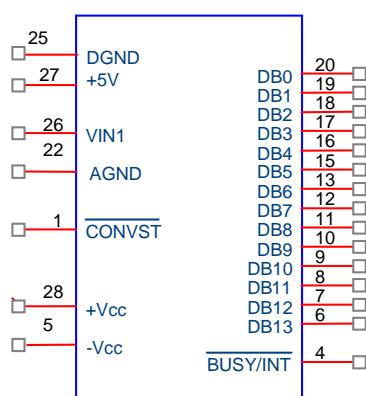 25
DGND
27
+5V
26
VIN1
22
AGND
1
CONVST
28
+Vcc
5
-Vcc
20
DB0
19
DB1
18
DB2
17
DB3
16
DB4
15
DB5
13
DB6
12
DB7
11
DB8
10
DB9
9
DB10
8
DB11
7
DB12
6
DB13
4
BUSY/INT